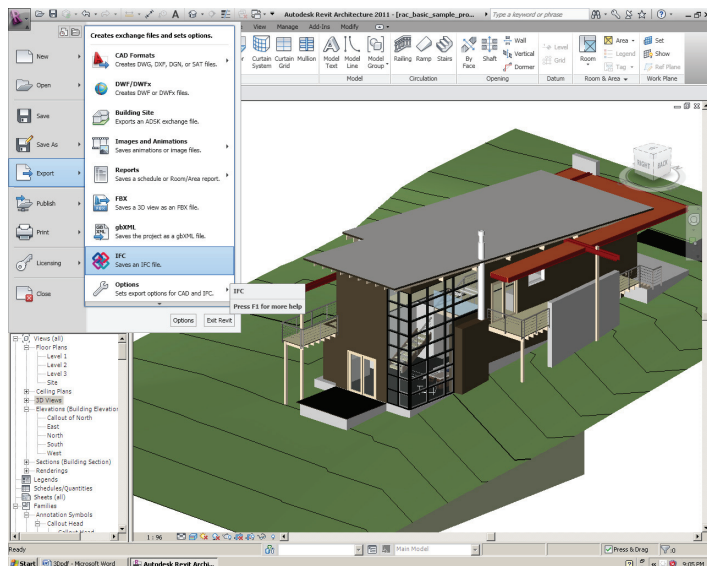 Autodesk Revit Architecture 2011 - [rac_basic_sample_pro...
Type a keyword or phrase
View Manage Add-Ins Modify
Creates exchange files and sets options.
New
Open
Save
Save As
Export
Publish
Print
Licensing
Close
CAD Formats
Creates DWG, DXF, DGN, or SAT files.
DWF/DWFx
Creates DWF or DWFx files.
Building Site
Exports an ADSK exchange file.
Images and Animations
Saves animations or image files.
Reports
Saves a schedule or Room/Area report.
FBX
Saves a 3D view as an FBX file.
gbXML
Saves the project as a gbXML file.
IFC
Saves an IFC file.
Options
Sets export options for CAD and IFC.
IFC
Press F1 for more help
Options Exit Revit
Curtain System
Curtain Grid
Mullion
Model Text
Model Line
Model Group
Railing Ramp Stairs
By Face
Shaft
Wall
Vertical
Dormer
Level
Grid
Room
Area
Legend
Tag
Set
Show
Ref Plane
Model
Circulation
Opening
Datum
Room & Area
Work Plane
RIGHT BACK
Views (all)
Floor Plans
Level 1
Level 2
Level 3
Site
Ceiling Plans
3D Views
Elevations (Building Elevation
Callout of North
East
North
South
West
Sections (Building Section)
Renderings
Legends
Schedules/Quantities
Sheets (all)
Families
Annotation Symbols
Callout Head
1 : 96
Ready
Main Model
Press & Drag
:0
Start
3Dpdf - Microsoft Word
Autodesk Revit Archi...
9:05 PM